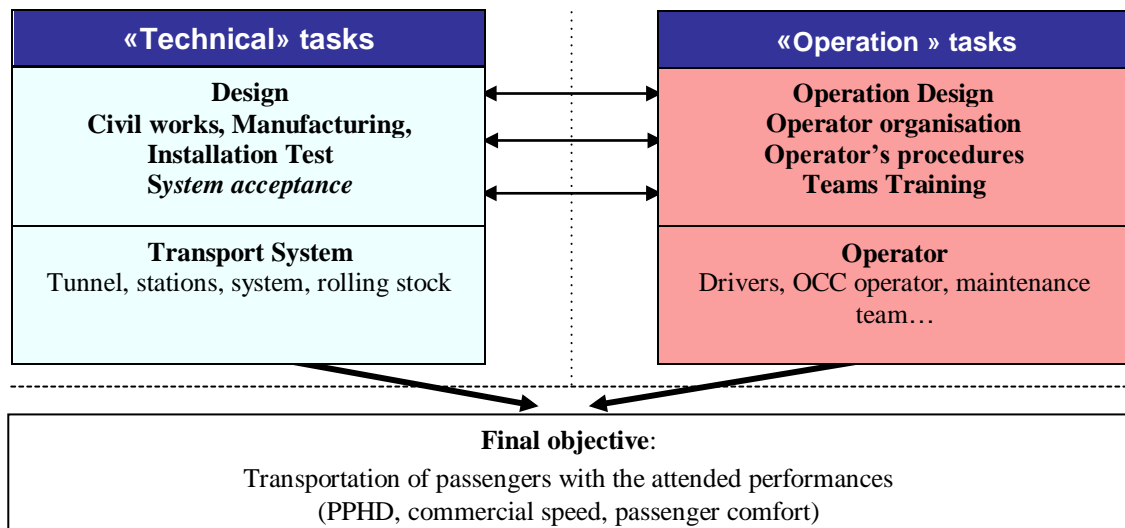 «Technical» tasks
Design
Civil works, Manufacturing,
Installation Test
System acceptance
Transport System
Tunnel, stations, system, rolling stock
«Operation » tasks
Operation Design
Operator organisation
Operator’s procedures
Teams Training
Operator
Drivers, OCC operator, maintenance
team…
Final objective:
Transportation of passengers with the attended performances
(PPHD, commercial speed, passenger comfort)